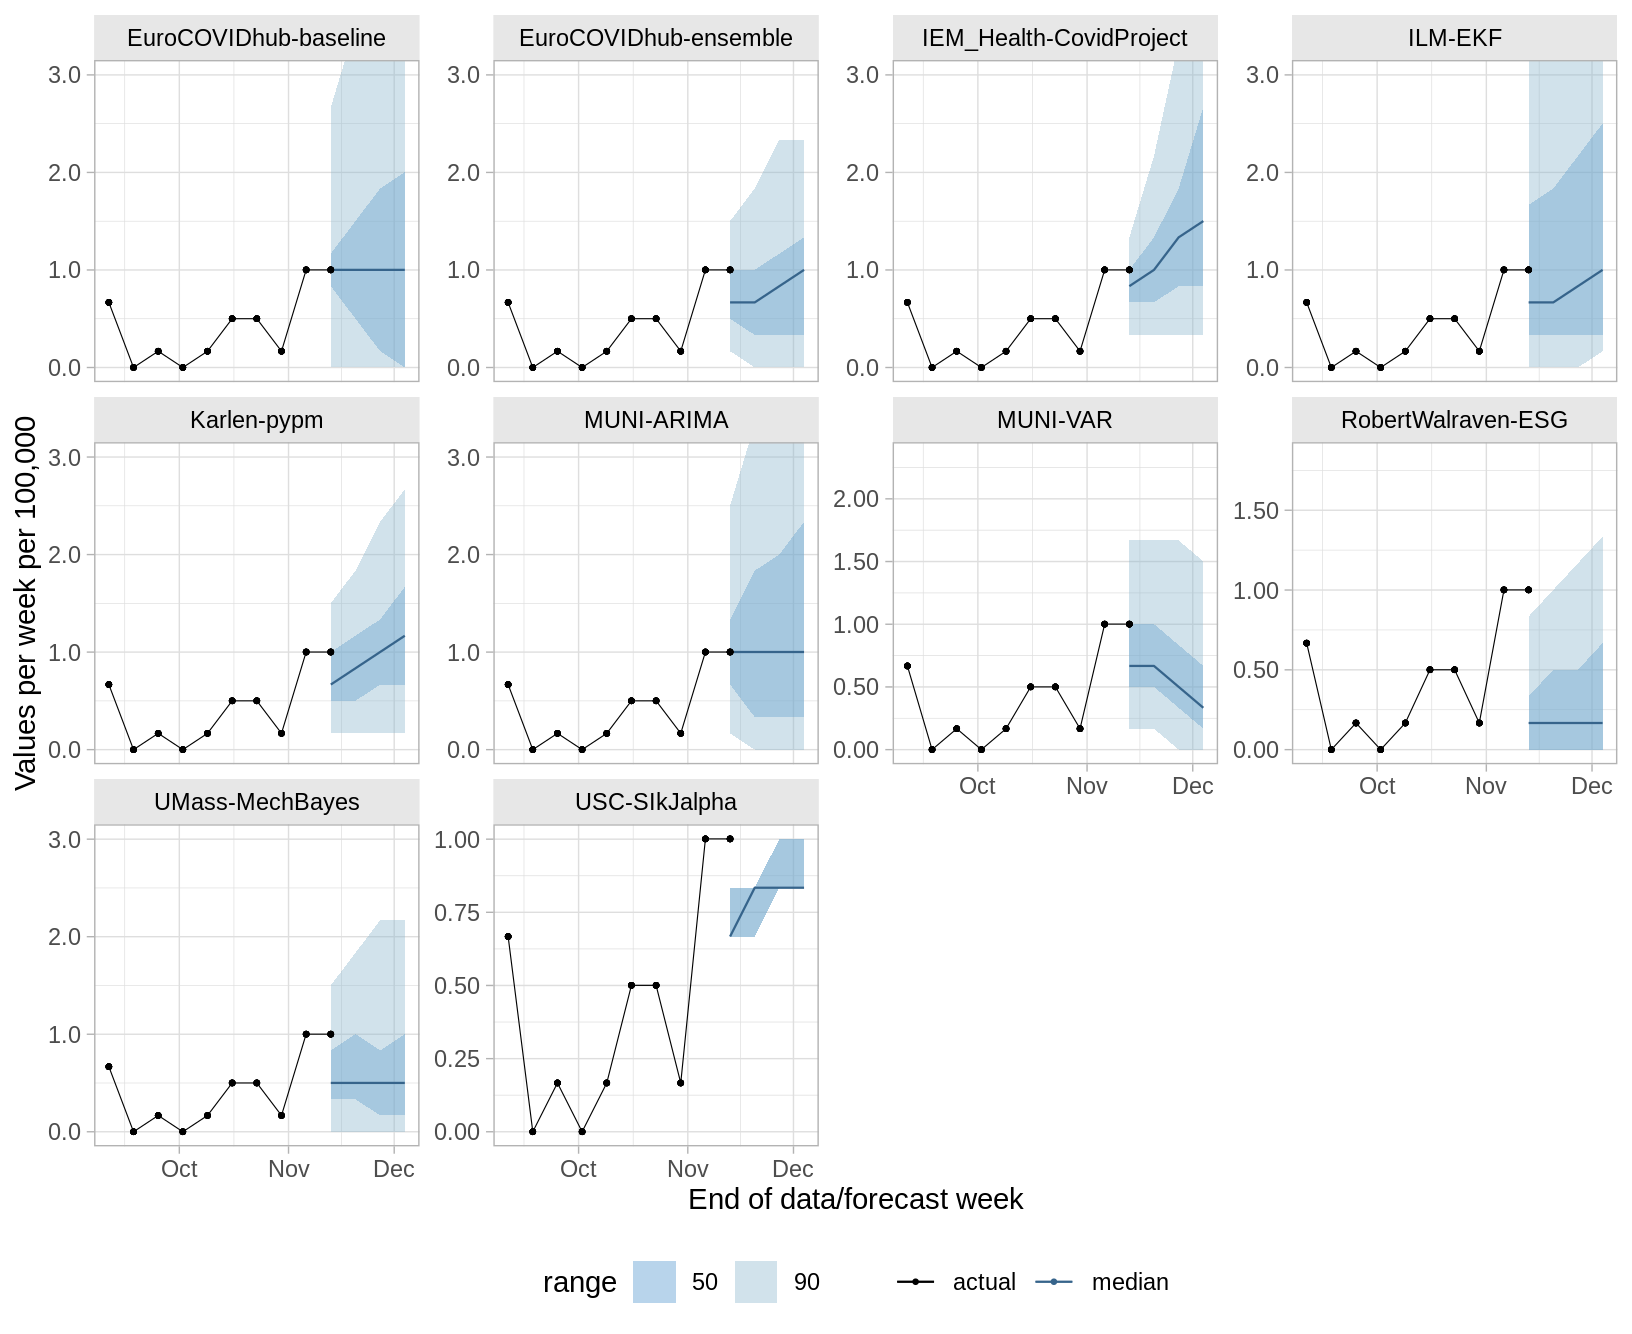 EuroCOVIDhub-baseline
EuroCOVIDhub-ensemble
IEM_Health-CovidProject
ILM-EKF
3.0
2.0
1.0
0.0
3.0
2.0
1.0
0.0
3.0
2.0
1.0
0.0
3.0
2.0
1.0
0.0
Values per week per 100,000
Karlen-pypm
MUNI-ARIMA
MUNI-VAR
RobertWalraven-ESG
3.0
2.0
1.0
0.0
3.0
2.0
1.0
0.0
2.00
1.50
1.00
0.50
0.00
1.50
1.00
0.50
0.00
Oct Nov Dec
Oct Nov Dec
UMass-MechBayes
USC-SIkJalpha
3.0
2.0
1.0
0.0
1.00
0.75
0.50
0.25
0.00
Oct Nov Dec
Oct Nov Dec
End of data/forecast week
range 50 90 actual median